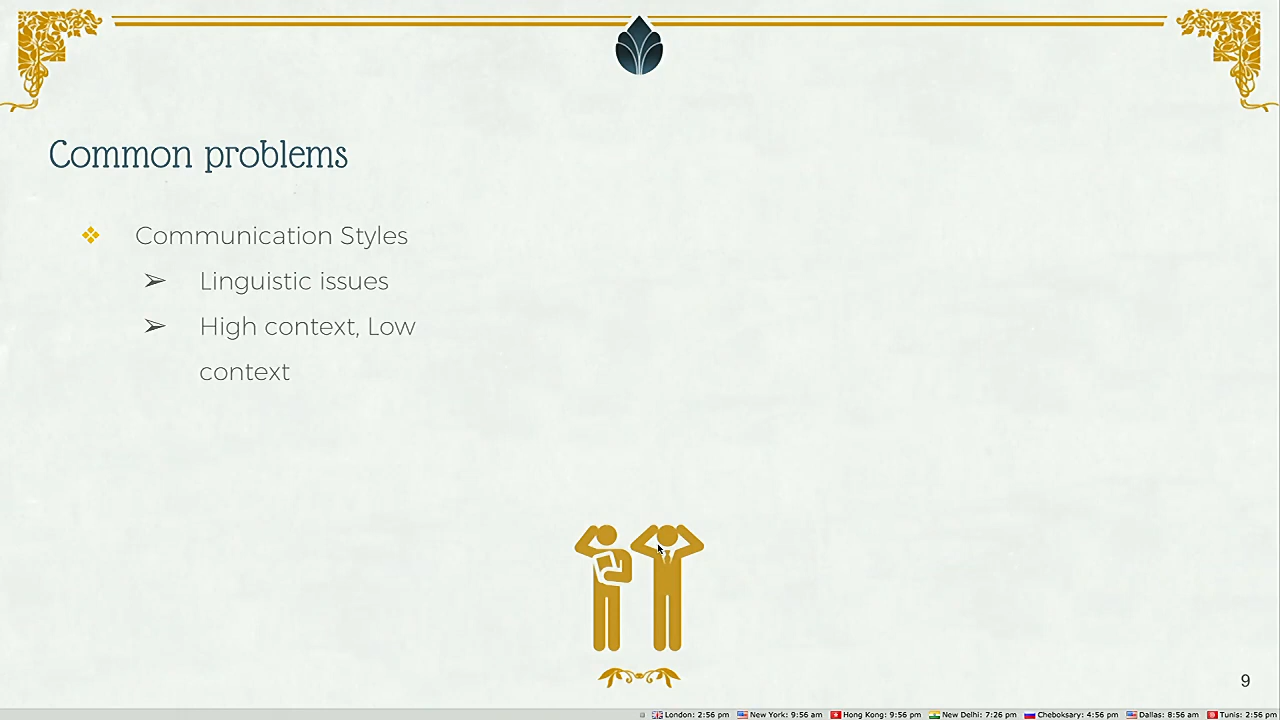 Common problems
❖ Communication Styles
➢ Linguistic issues
➢ High context, Low
context
9
London: 2:56 pm New York: 9:56 am Hong Kong: 9:56 pm New Delhi: 7:26 pm Cheboksary: 4:56 pm Dallas: 8:56 am Tunis: 2:56 pm